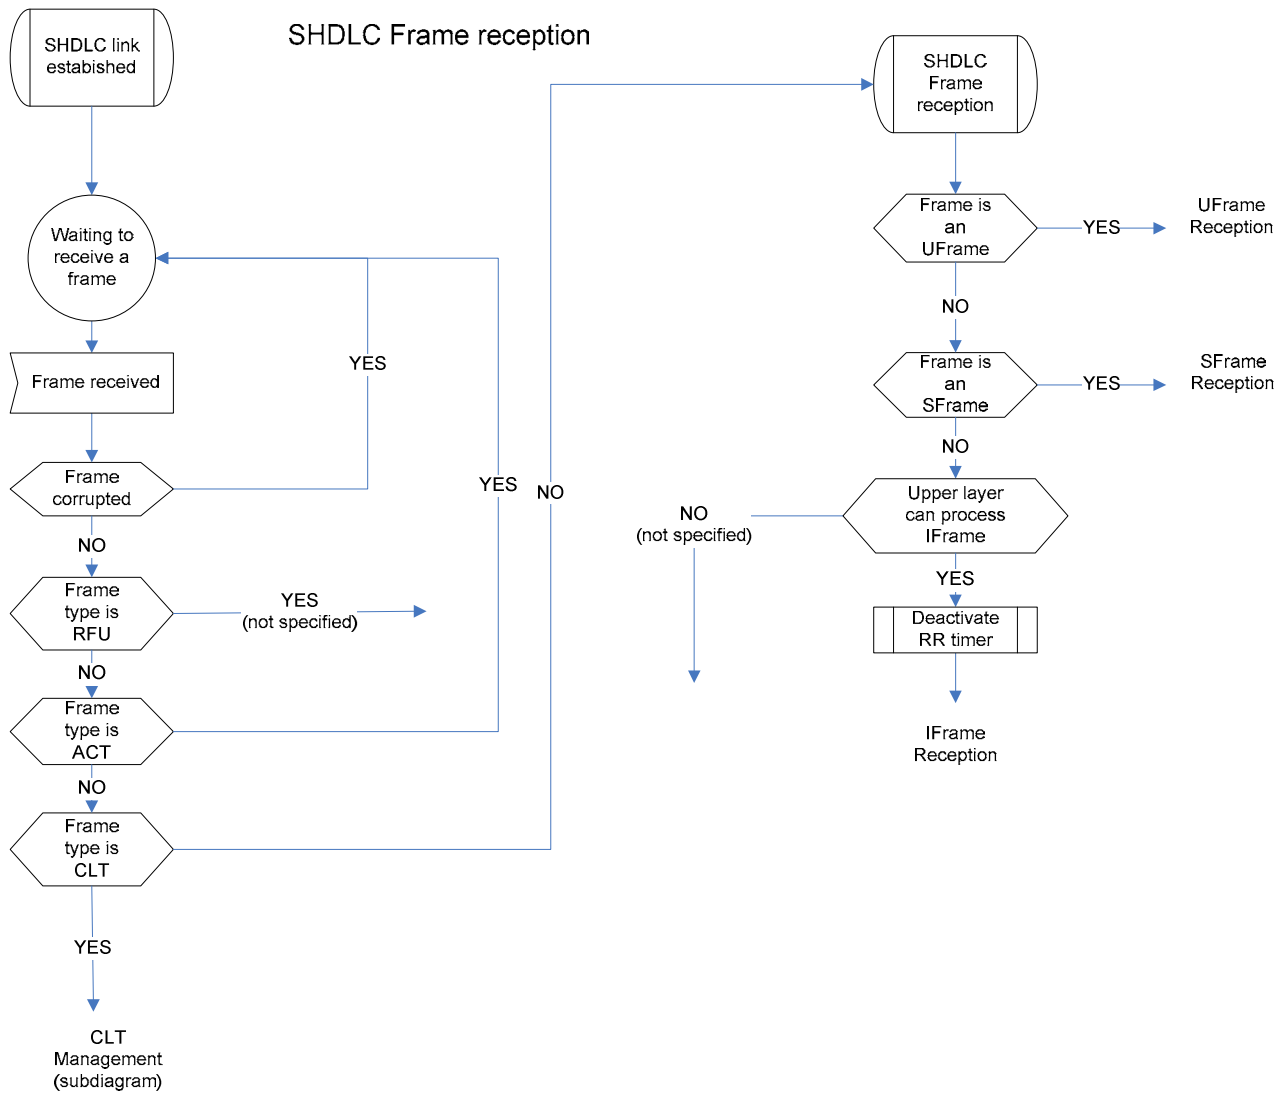 SHDLC Frame reception
SHDLC link
estabished
Waiting to
receive a
frame
YES
Frame received
Frame
corrupted
NO
Frame
type is
RFU
YES
(not specified)
NO
Frame
type is
ACT
YES
NO
Frame
type is
CLT
NO
YES
CLT
Management
(subdiagram)
SHDLC
Frame
reception
Frame is
an
UFrame
YES
UFrame
Reception
NO
Frame is
an
SFrame
YES
SFrame
Reception
NO
Upper layer
can process
IFrame
NO
(not specified)
YES
Deactivate
RR timer
IFrame
Reception